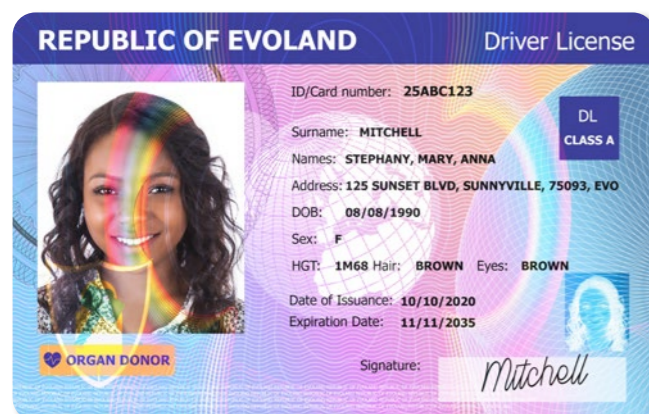 REPUBLIC OF EVOLAND Driver License
ID/Card number: 25ABC123
DL
CLASS A
Surname: MITCHELL
Names: STEPHANY, MARY, ANNA
Address: 125 SUNSET BLVD, SUNNYVILLE, 75093, EVO
DOB: 08/08/1990
Sex: F
HGT: 1M68 Hair: BROWN Eyes: BROWN
Date of Issuance: 10/10/2020
Expiration Date: 11/11/2035
ORGAN DONOR
Signature: Mitchell